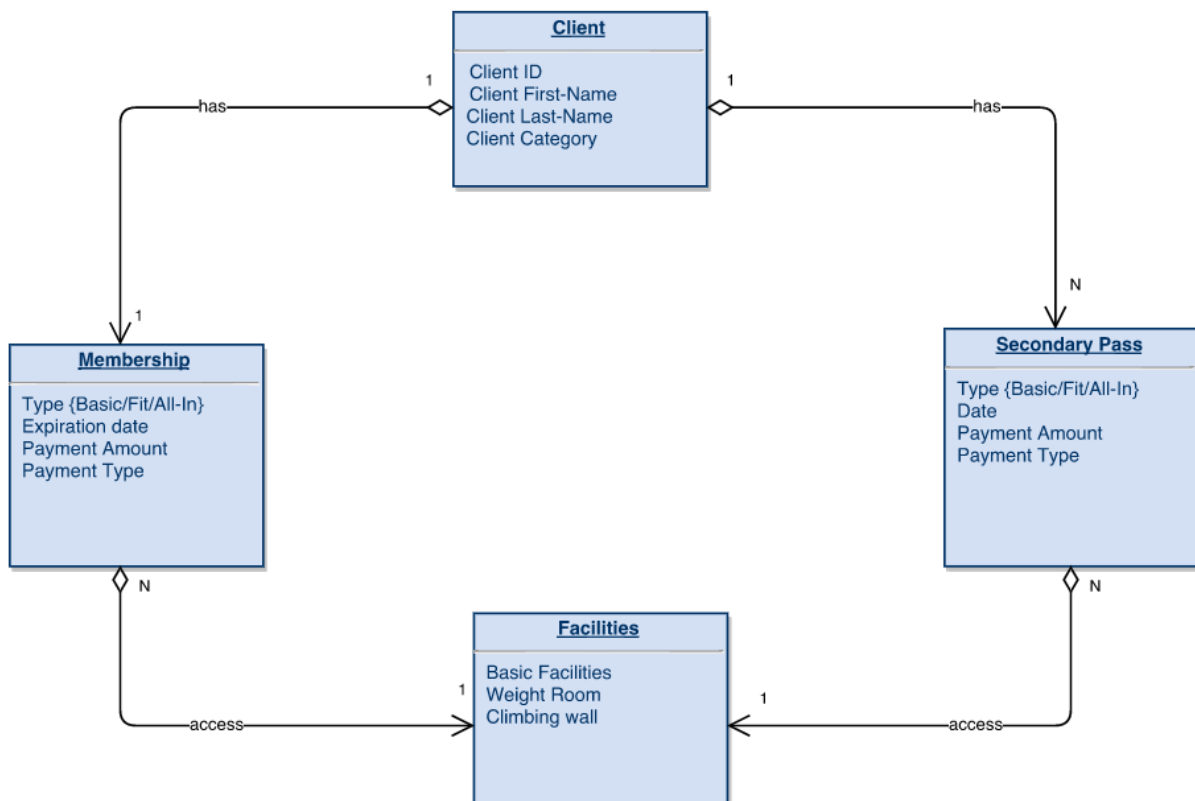 Client
Client ID
Client First-Name
Client Last-Name
Client Category
1
1
has
has
1
N
Membership
Type {Basic/Fit/All-In}
Expiration date
Payment Amount
Payment Type
Secondary Pass
Type {Basic/Fit/All-In}
Date
Payment Amount
Payment Type
N
N
Facilities
Basic Facilities
Weight Room
Climbing wall
1
1
access
access